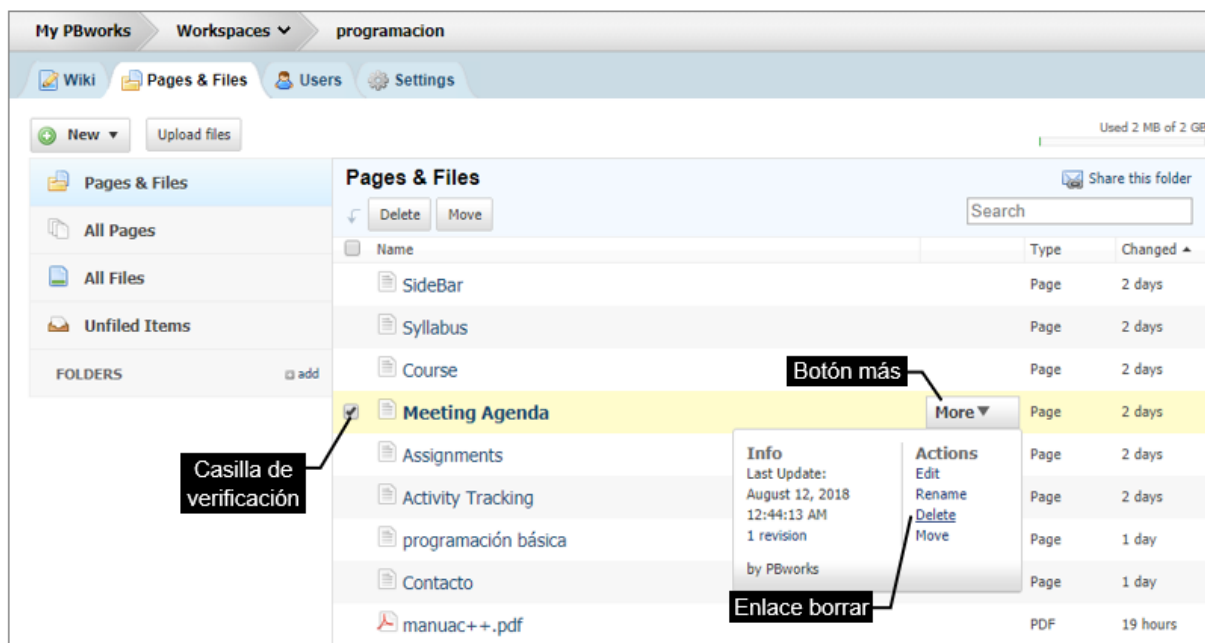 My PBworks Workspaces programacion
Wiki Pages & Files Users Settings
New Upload files
Used 2 MB of 2 GB
Pages & Files
All Pages
All Files
Unfiled Items
FOLDERS add
Pages & Files
Share this folder
Delete Move
Search
Name Type Changed
SideBar Page 2 days
Syllabus Page 2 days
Course Page 2 days
Botón más
Meeting Agenda More Page 2 days
Casilla de
verificación
Assignments Page 2 days
Activity Tracking Page 2 days
programación básica Page 1 day
Contacto Page 1 day
manuac++.pdf PDF 19 hours
Info
Last Update:
August 12, 2018
12:44:13 AM
1 revision
by PBworks
Actions
Edit
Rename
Delete
Move
Enlace borrar